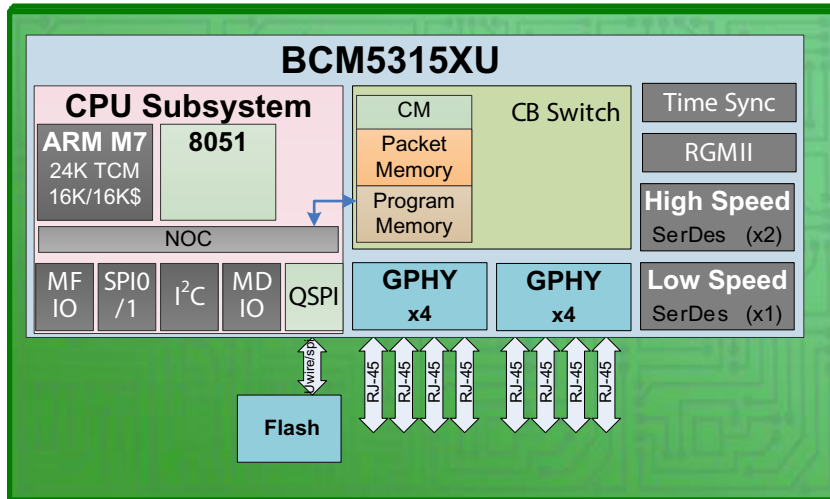 BCM5315XU
CPU Subsystem
ARM M7
24K TCM
16K/16K$
8051
NOC
MF
IO
SPI0
/1
I²C
MD
IO
QSPI
CM
Packet
Memory
Program
Memory
CB Switch
Time Sync
RGMII
High Speed
SerDes (x2)
Low Speed
SerDes (x1)
GPHY
x4
GPHY
x4
Uwire/spi
RJ-45
RJ-45
RJ-45
RJ-45
RJ-45
RJ-45
RJ-45
RJ-45
Flash